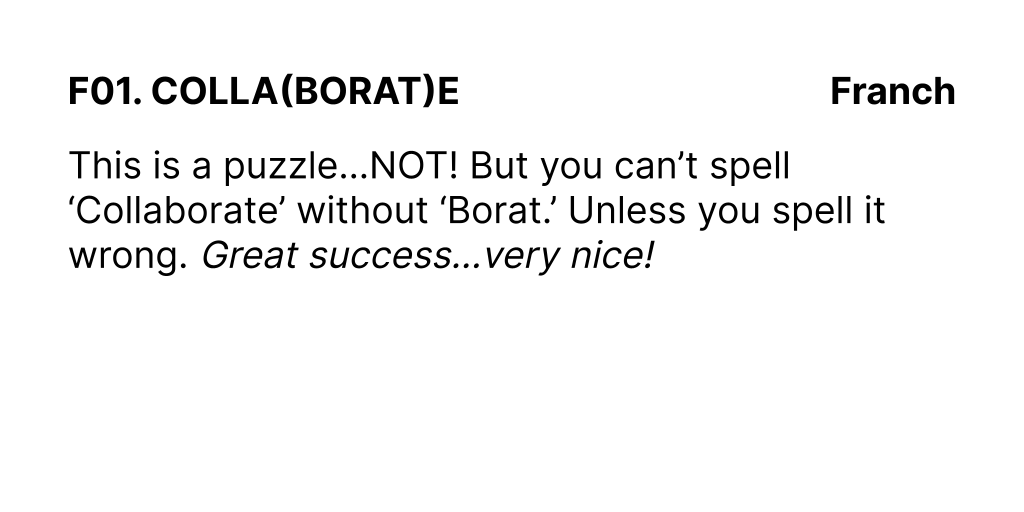 F01. COLLA(BORAT)E Franch
This is a puzzle...NOT! But you can’t spell
‘Collaborate’ without ‘Borat.’ Unless you spell it
wrong. Great success...very nice!